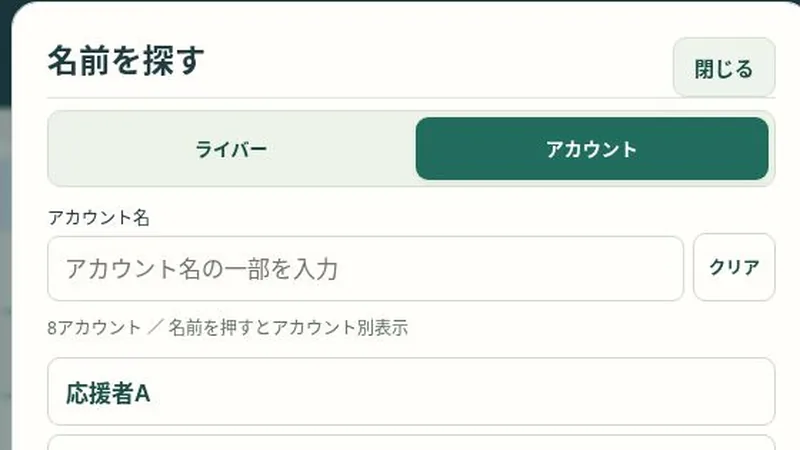 名前を探す
閉じる
ライバー
アカウント
アカウント名
アカウント名の一部を入力
クリア
8アカウント ／ 名前を押すとアカウント別表示
応援者A